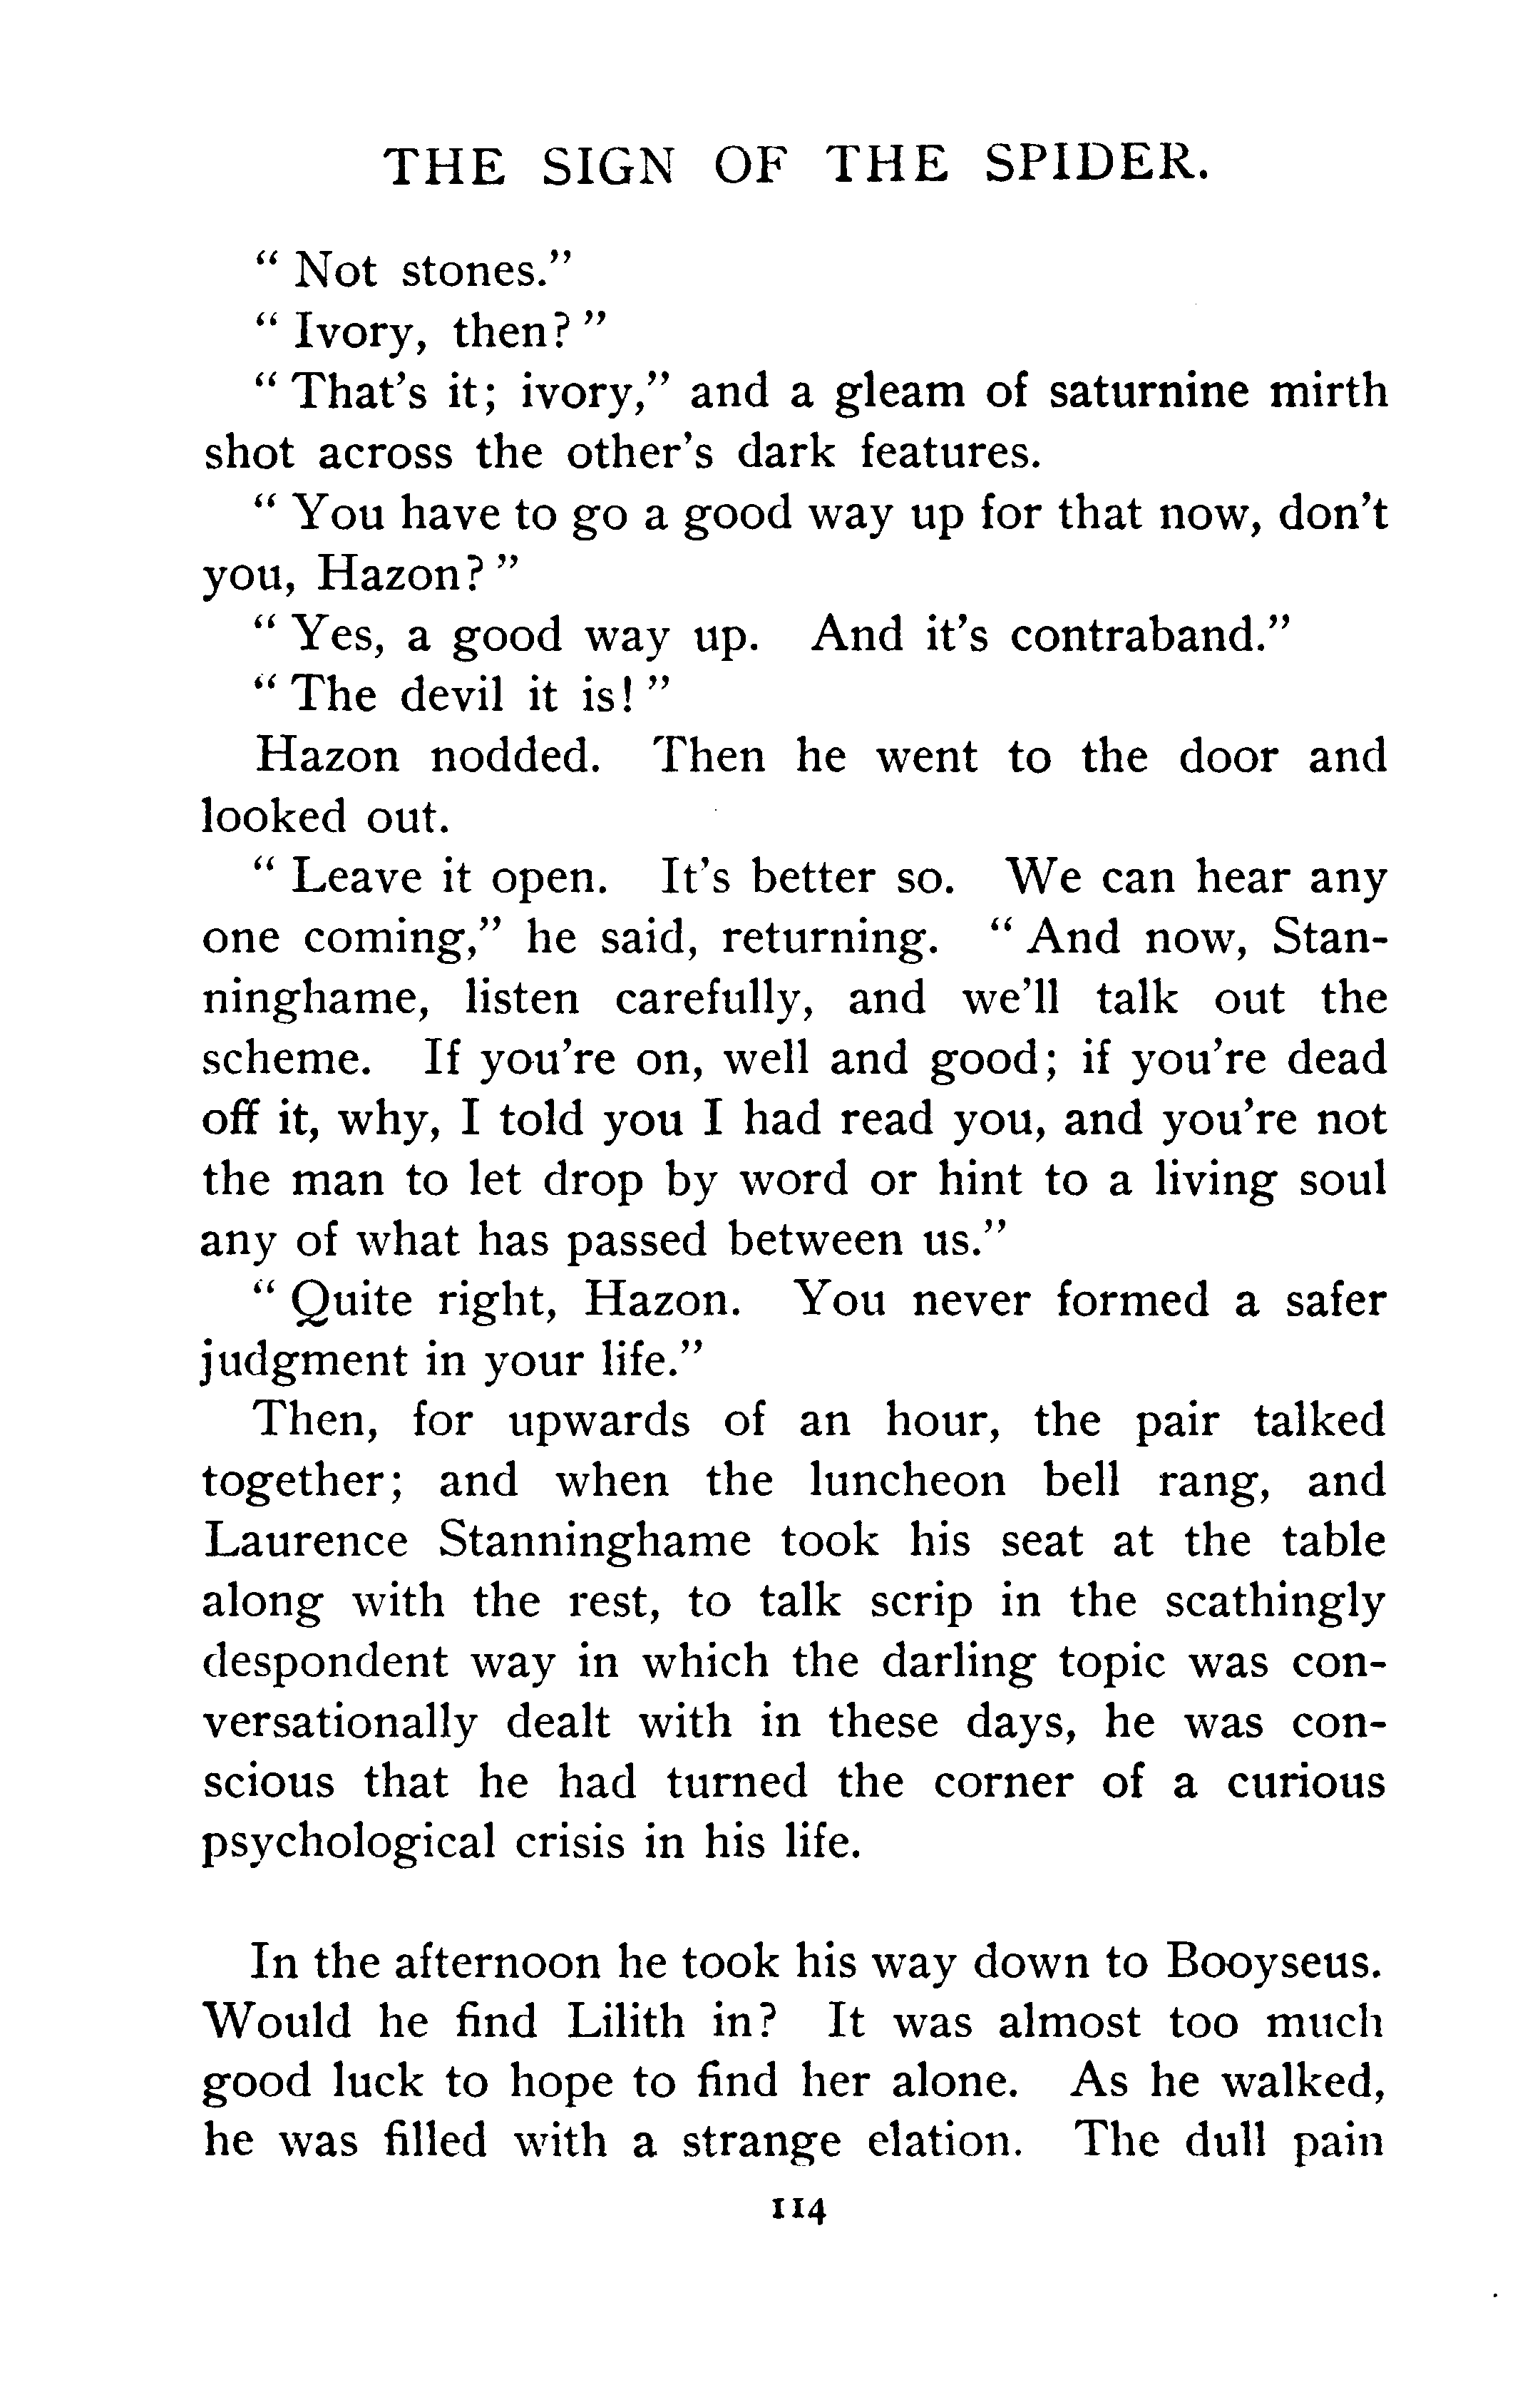 THE SIGN OF THE SPIDER.
" Not stones."
" Ivory, then? "
" That's it; ivory," and a gleam of saturnine mirth
shot across the other's dark features.
" You have to go a good way up for that now, don't
you, Hazon? "
" Yes, a good way up. And it's contraband."
" The devil it is! "
Hazon nodded. Then he went to the door and
looked out.
" Leave it open. It's better so. We can hear any
one coming," he said, returning. " And now, Stan-
ninghame, listen carefully, and we'll talk out the
scheme. If you're on, well and good; if you're dead
off it, why, I told you I had read you, and you're not
the man to let drop by word or hint to a living soul
any of what has passed between us."
" Quite right, Hazon. You never formed a safer
judgment in your life."
Then, for upwards of an hour, the pair talked
together; and when the luncheon bell rang, and
Laurence Stanninghame took his seat at the table
along with the rest, to talk scrip in the scathingly
despondent way in which the darling topic was con-
versationally dealt with in these days, he was con-
scious that he had turned the corner of a curious
psychological crisis in his life.
In the afternoon he took his way down to Booyseus.
Would he find Lilith in? It was almost too much
good luck to hope to find her alone. As he walked,
he was filled with a strange elation. The dull pain
114